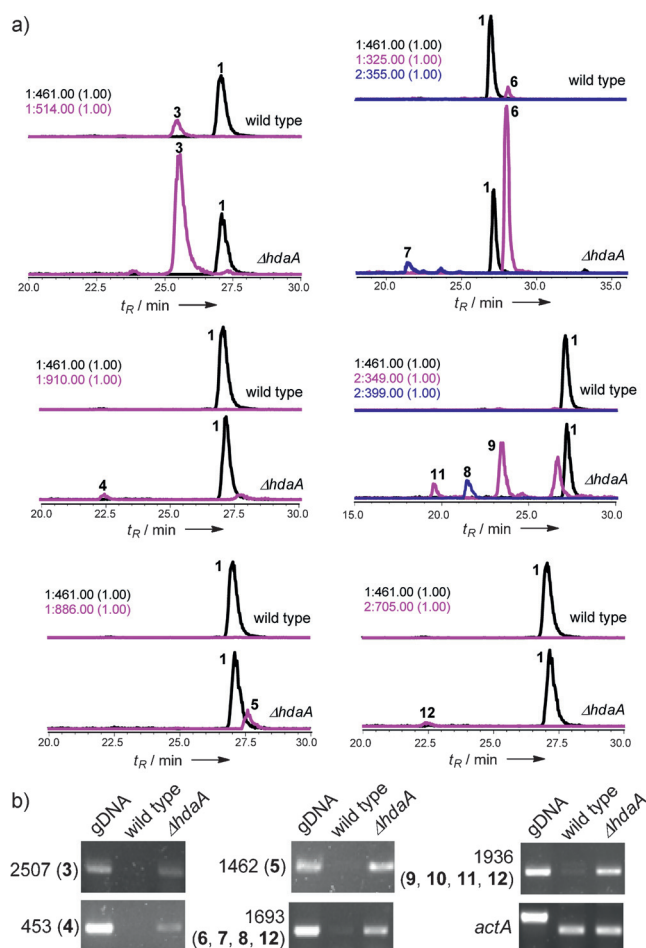 a)
1:461.00 (1.00)
1:514.00 (1.00)
3
1
wild type
3
1
ΔhdaA
20.0 22.5 25.0 27.5 30.0
tR / min
1:461.00 (1.00)
1:325.00 (1.00)
2:355.00 (1.00)
1
6
wild type
6
1
7
ΔhdaA
20.0 25.0 30.0 35.0
tR / min
1:461.00 (1.00)
1:910.00 (1.00)
1
wild type
1
4
ΔhdaA
20.0 22.5 25.0 27.5 30.0
tR / min
1:461.00 (1.00)
2:349.00 (1.00)
2:399.00 (1.00)
1
wild type
1
9
11
8
ΔhdaA
15.0 20.0 25.0 30.0
tR / min
1:461.00 (1.00)
1:886.00 (1.00)
1
wild type
1
5
ΔhdaA
20.0 22.5 25.0 27.5 30.0
tR / min
1:461.00 (1.00)
2:705.00 (1.00)
1
wild type
1
12
ΔhdaA
20.0 22.5 25.0 27.5 30.0
tR / min
b)
gDNA wild type ΔhdaA
2507 (3)
453 (4)
gDNA wild type ΔhdaA
1462 (5)
1693
(6, 7, 8, 12)
gDNA wild type ΔhdaA
1936
(9, 10, 11, 12)
actA